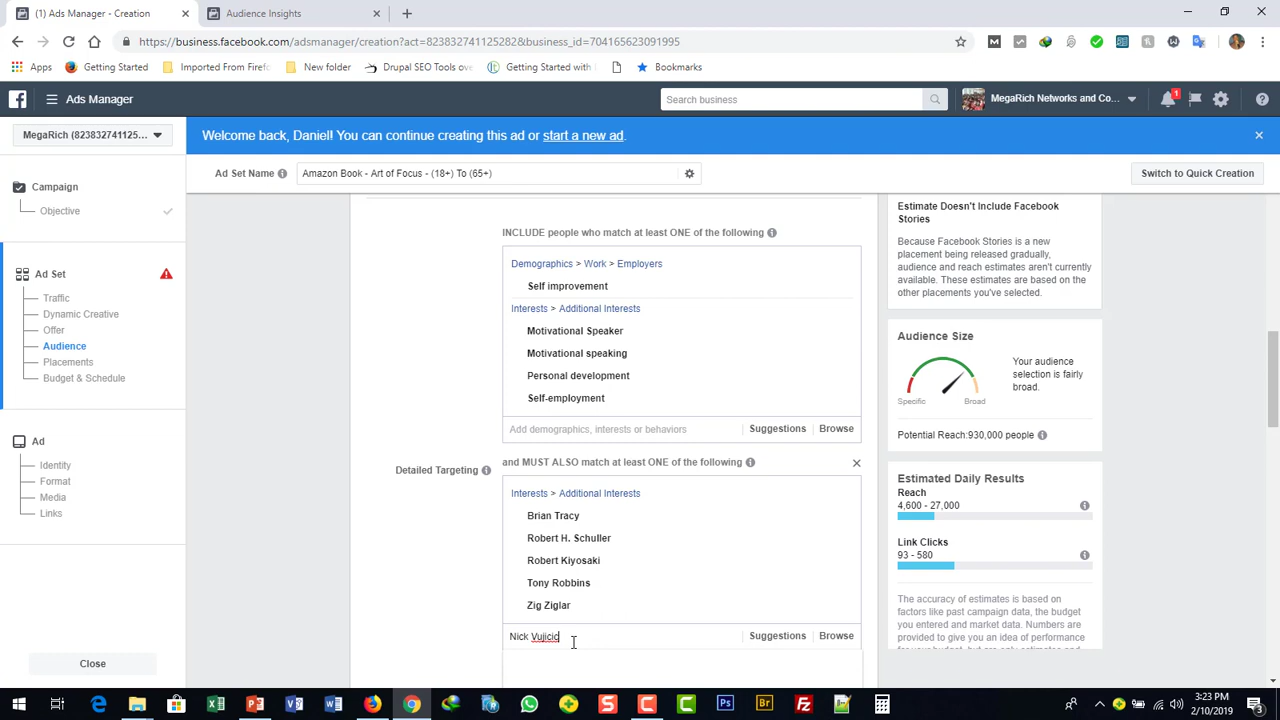 (1) Ads Manager - Creation
Audience Insights
https://business.facebook.com/adsmanager/creation?act=823832741125282&business_id=704165623091995
Apps
Getting Started
Imported From Firef
New folder
Drupal SEO Tools ove
Getting Started with
Bookmarks
Ads Manager
Search business
MegaRich Networks and Co...
1
MegaRich (823832741125...
Welcome back, Daniel! You can continue creating this ad or start a new ad.
Ad Set Name
Amazon Book - Art of Focus - (18+) To (65+)
Switch to Quick Creation
Campaign
Objective
Ad Set
Traffic
Dynamic Creative
Offer
Audience
Placements
Budget & Schedule
Ad
Identity
Format
Media
Links
Close
INCLUDE people who match at least ONE of the following
Demographics > Work > Employers
Self improvement
Interests > Additional Interests
Motivational Speaker
Motivational speaking
Personal development
Self-employment
Add demographics, interests or behaviors
Suggestions
Browse
Detailed Targeting
and MUST ALSO match at least ONE of the following
Interests > Additional Interests
Brian Tracy
Robert H. Schuller
Robert Kiyosaki
Tony Robbins
Zig Ziglar
Nick Vujicic
Suggestions
Browse
Estimate Doesn't Include Facebook
Stories
Because Facebook Stories is a new
placement being released gradually,
audience and reach estimates aren't currently
available. These estimates are based on the
other placements you've selected.
Audience Size
Your audience
selection is fairly
broad.
Specific
Broad
Potential Reach:930,000 people
Estimated Daily Results
Reach
4,600 - 27,000
Link Clicks
93 - 580
The accuracy of estimates is based on
factors like past campaign data, the budget
you entered and market data. Numbers are
provided to give you an idea of performance
3:23 PM
2/10/2019